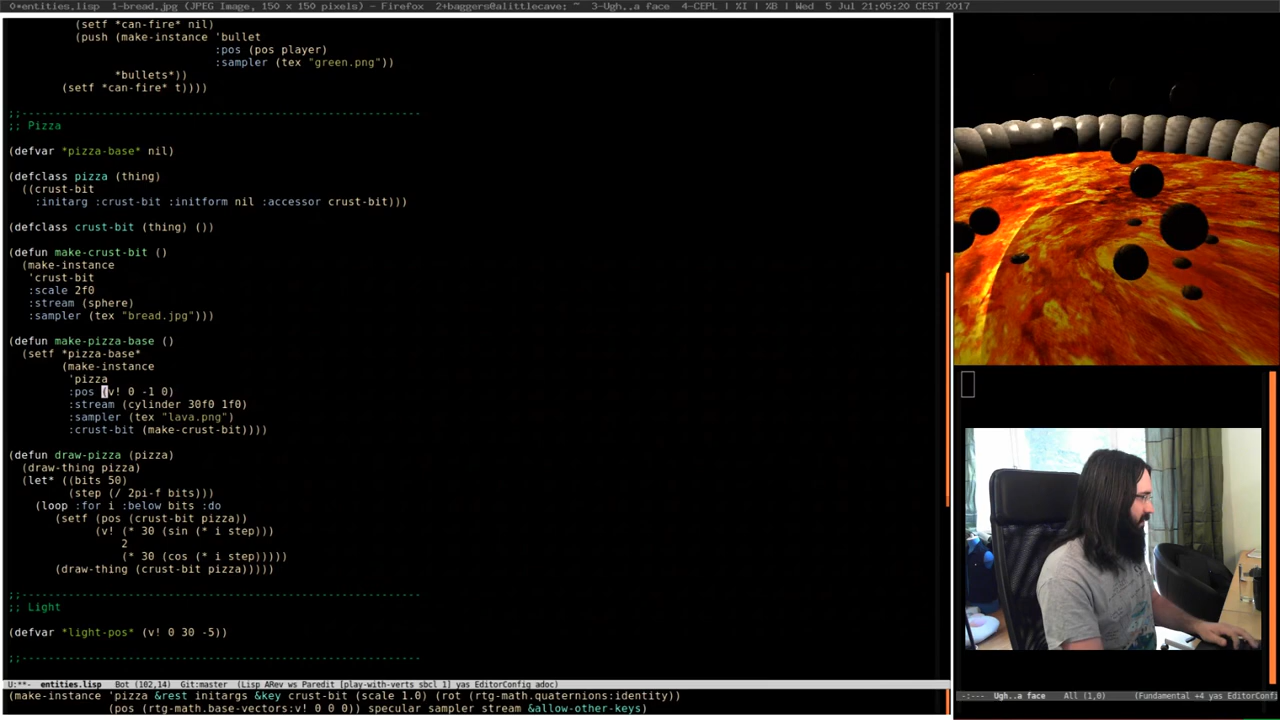 0*entities.lisp  1-bread..jpg (JPEG Image, 150 × 150 pixels) - Firefox  2+baggers@alittlecave: ~  3-Ugh..a face  4-CEPL | %I | %B | Wed  5 Jul 21:05:20 CEST 2017
(setf *can-fire* nil)
(push (make-instance 'bullet
:pos (pos player)
:sampler (tex "green.png"))
*bullets*))
(setf *can-fire* t))))
;;------------------------------------------------------------
;; Pizza
(defvar *pizza-base* nil)
(defclass pizza (thing)
((crust-bit
:initarg :crust-bit :initform nil :accessor crust-bit)))
(defclass crust-bit (thing) ())
(defun make-crust-bit ()
(make-instance
'crust-bit
:scale 2f0
:stream (sphere)
:sampler (tex "bread.jpg")))
(defun make-pizza-base ()
(setf *pizza-base*
(make-instance
'pizza
:pos (v! 0 -1 0)
:stream (cylinder 30f0 1f0)
:sampler (tex "lava.png")
:crust-bit (make-crust-bit))))
(defun draw-pizza (pizza)
(draw-thing pizza)
(let* ((bits 50)
(step (/ 2pi-f bits)))
(loop :for i :below bits :do
(setf (pos (crust-bit pizza))
(v! (* 30 (sin (* i step)))
2
(* 30 (cos (* i step)))))
(draw-thing (crust-bit pizza)))))
;;------------------------------------------------------------
;; Light
(defvar *light-pos* (v! 0 30 -5))
;;------------------------------------------------------------
U:**-  entities.lisp   Bot (102,14)  Git:master  (Lisp ARev ws Paredit [play-with-verts sbcl 1] yas EditorConfig adoc)
(make-instance 'pizza &rest initargs &key crust-bit (scale 1.0) (rot (rtg-math.quaternions:identity))
(pos (rtg-math.base-vectors:v! 0 0 0)) specular sampler stream &allow-other-keys)
-:---  Ugh..a face   All (1,0)   (Fundamental +4 yas EditorConfi